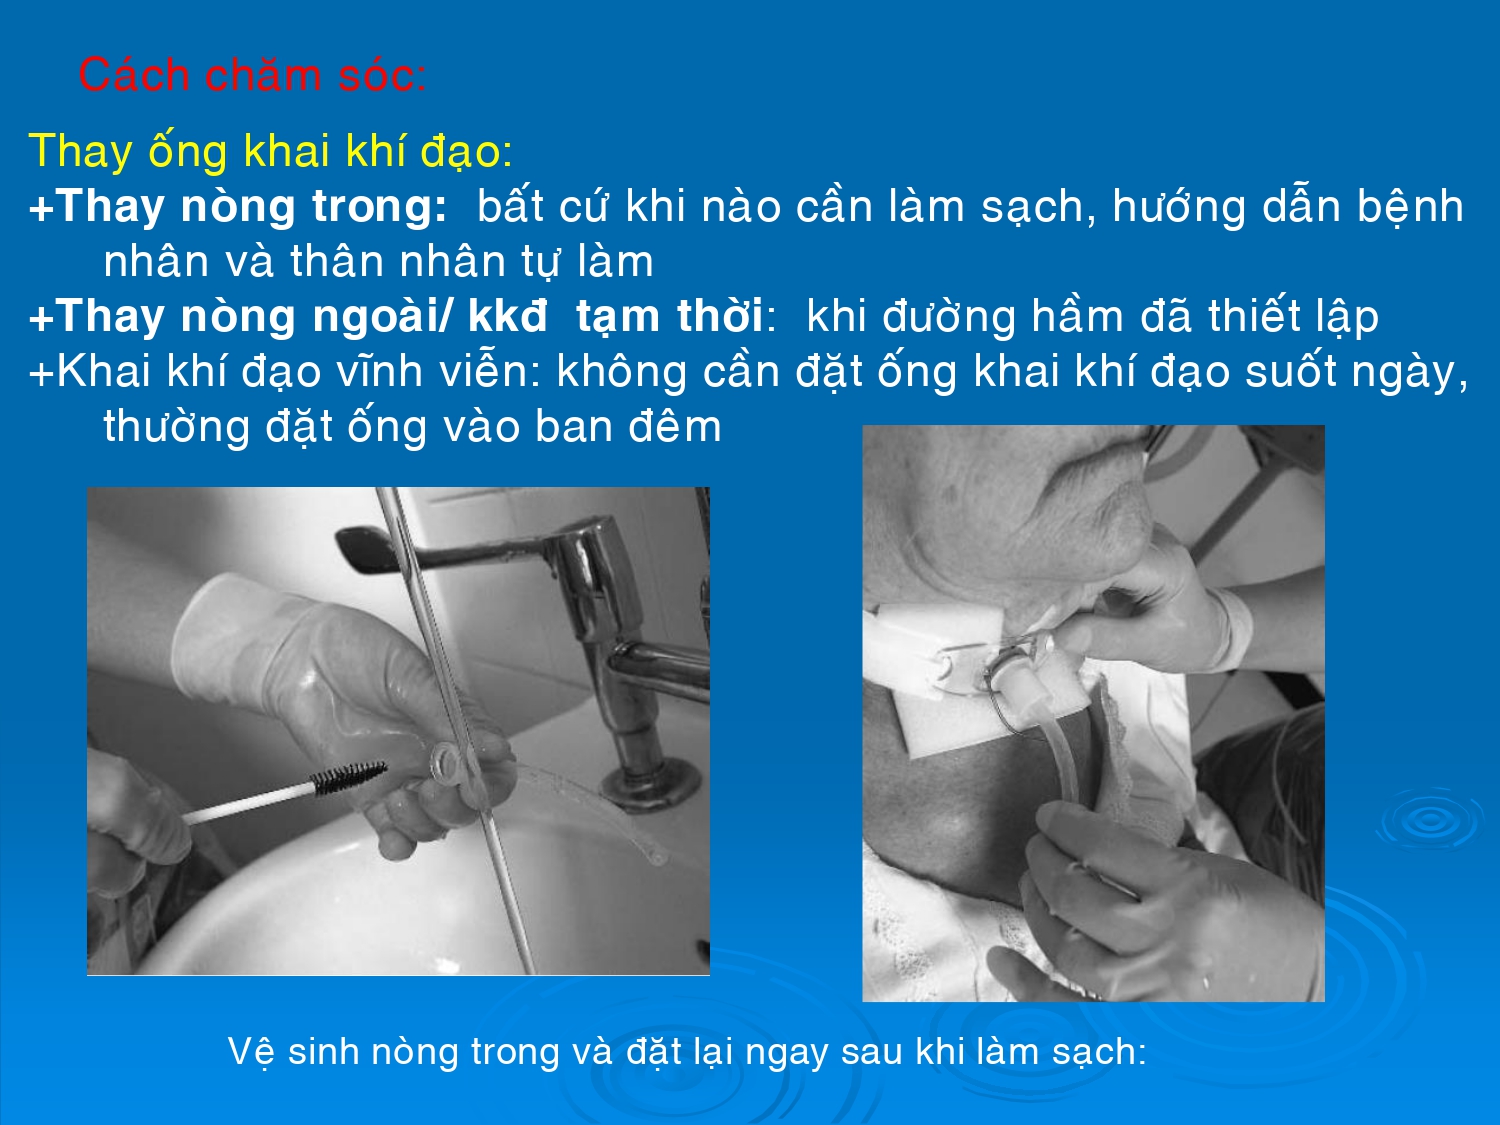 Cách chăm sóc:
Thay ống khai khí đạo:
+Thay nòng trong:  bất cứ khi nào cần làm sạch, hướng dẫn bệnh
nhân và thân nhân tự làm
+Thay nòng ngoài/ kkđ  tạm thời:  khi đường hầm đã thiết lập
+Khai khí đạo vĩnh viễn: không cần đặt ống khai khí đạo suốt ngày,
thường đặt ống vào ban đêm
Vệ sinh nòng trong và đặt lại ngay sau khi làm sạch: